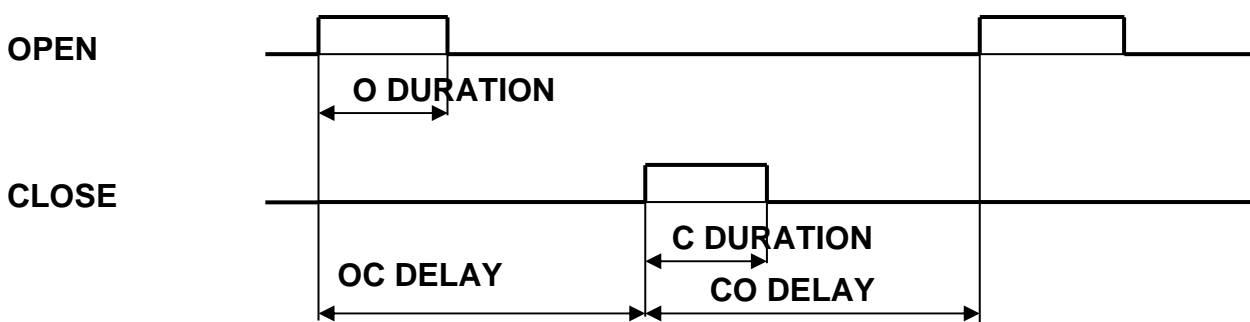 OPEN
O DURATION
CLOSE
C DURATION
OC DELAY
CO DELAY